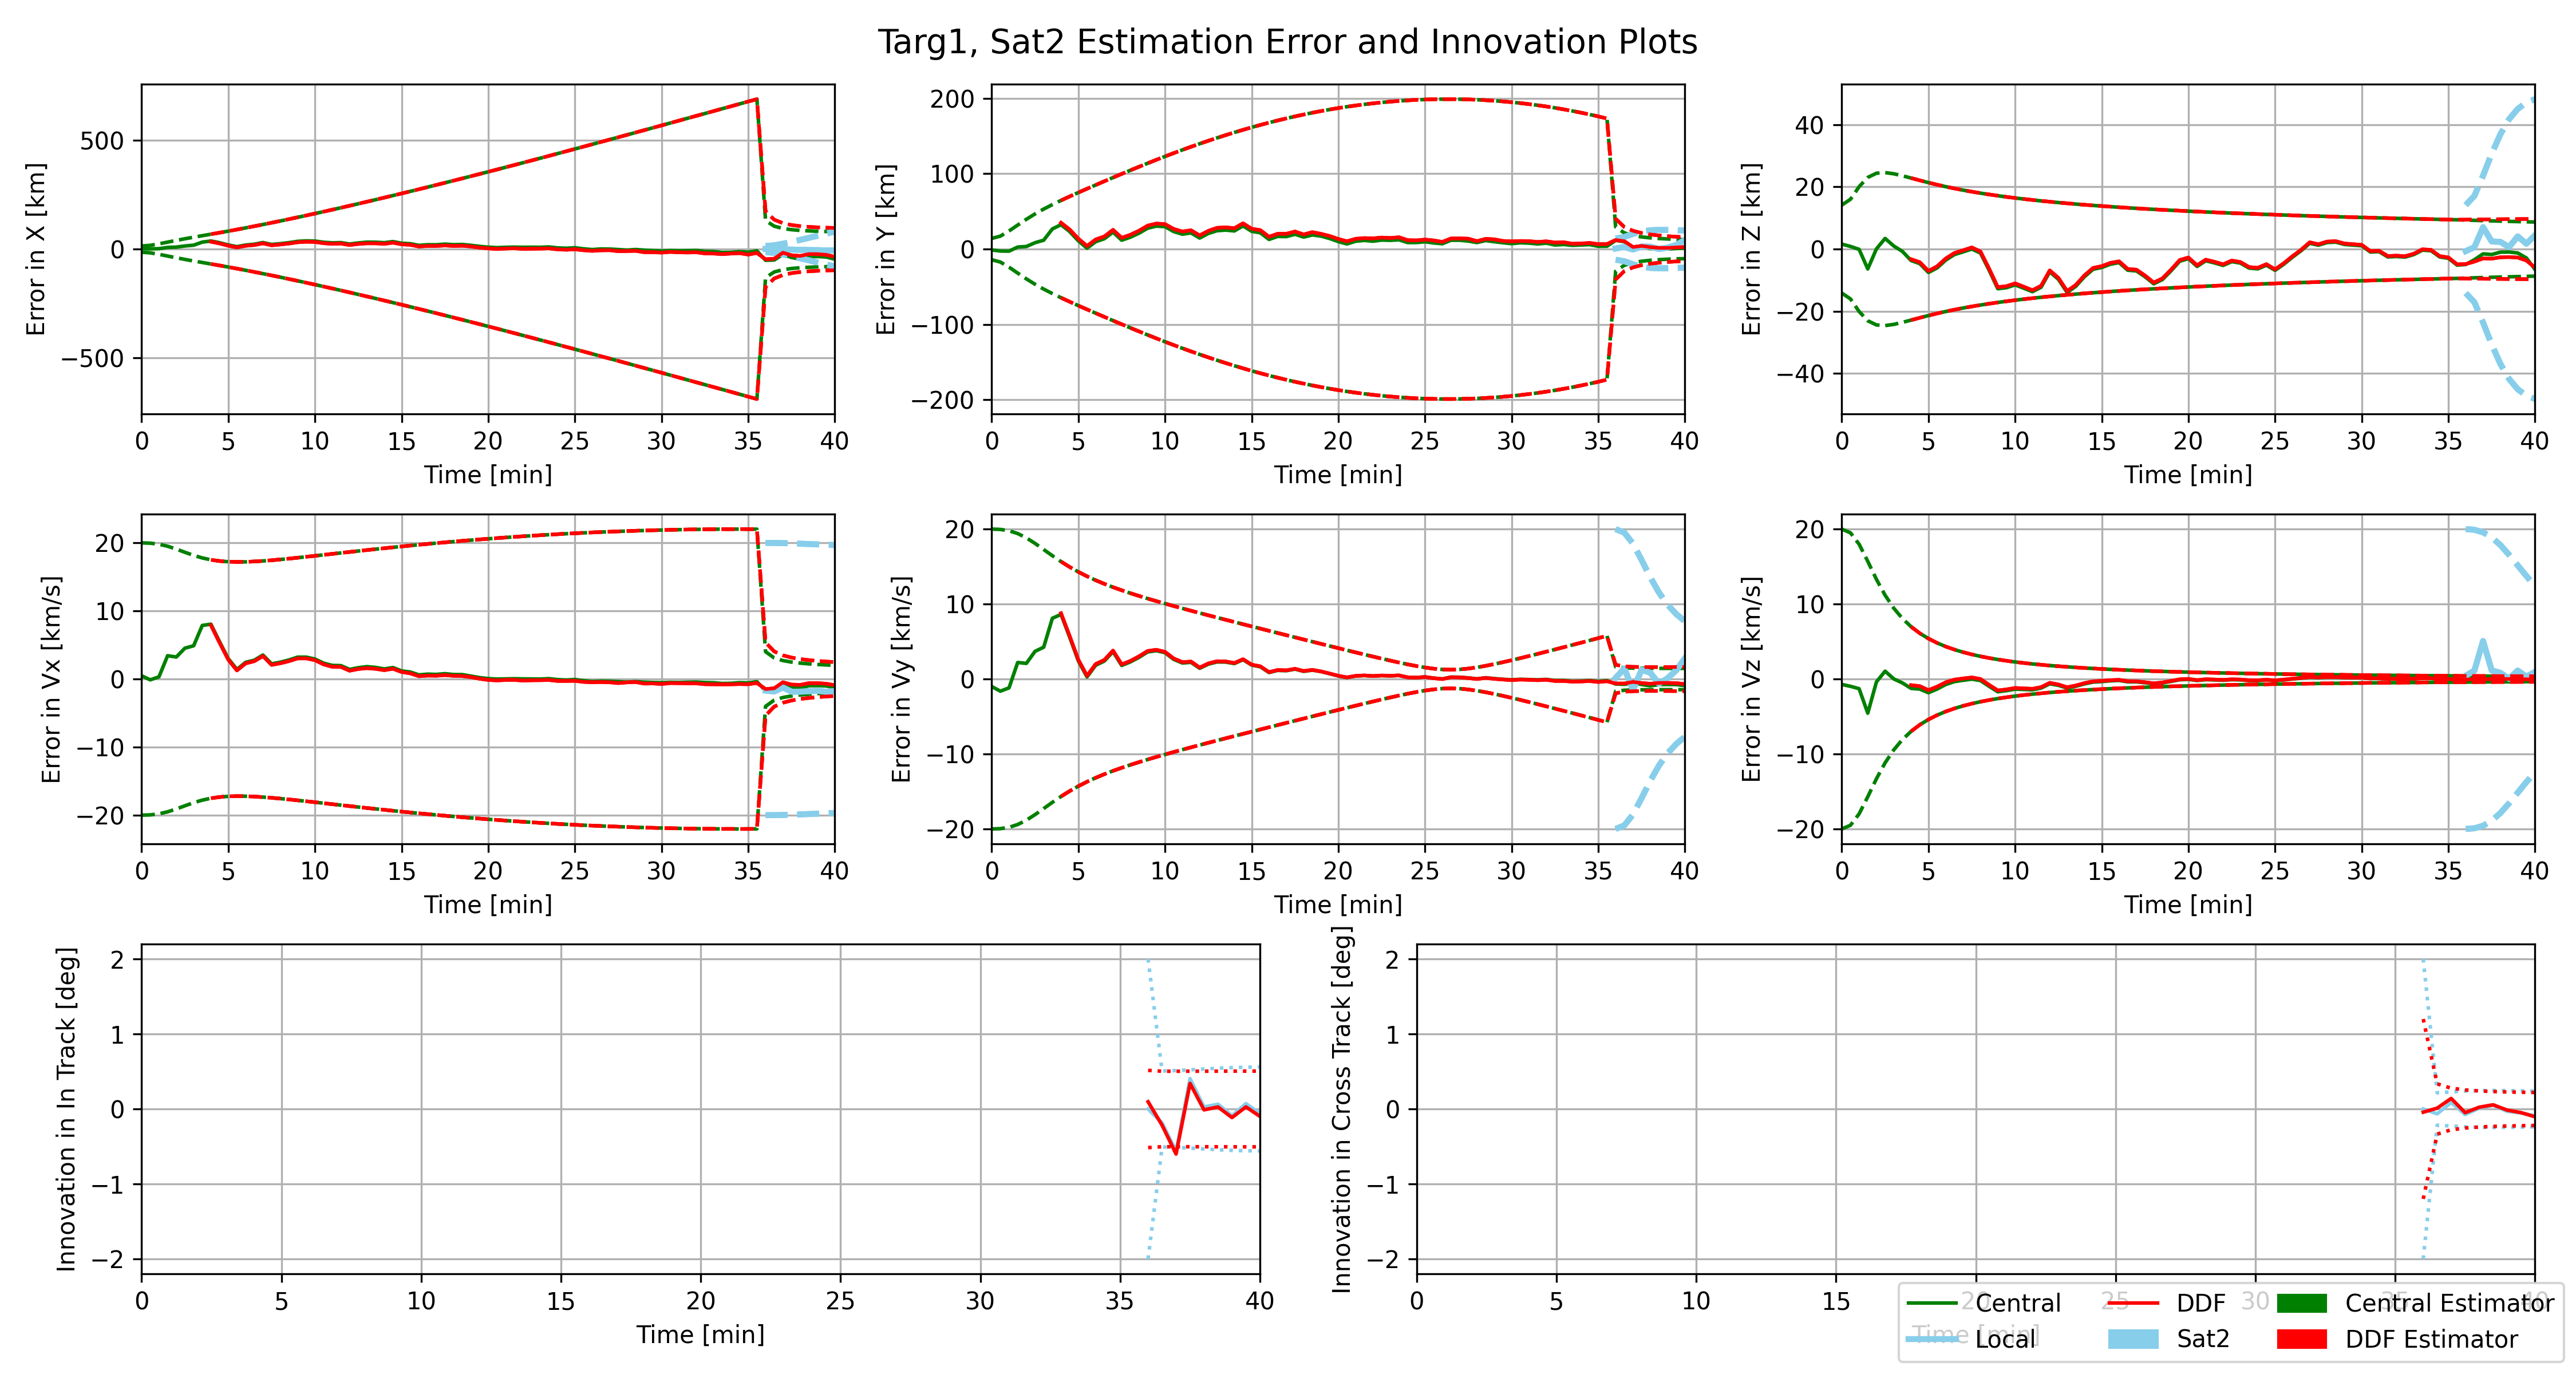 Targ1, Sat2 Estimation Error and Innovation Plots
Error in X [km]
500
0
−500
0 5 10 15 20 25 30 35 40
Time [min]
Error in Y [km]
200
100
0
−100
−200
0 5 10 15 20 25 30 35 40
Time [min]
Error in Z [km]
40
20
0
−20
−40
0 5 10 15 20 25 30 35 40
Time [min]
Error in Vx [km/s]
20
10
0
−10
−20
0 5 10 15 20 25 30 35 40
Time [min]
Error in Vy [km/s]
20
10
0
−10
−20
0 5 10 15 20 25 30 35 40
Time [min]
Error in Vz [km/s]
20
10
0
−10
−20
0 5 10 15 20 25 30 35 40
Time [min]
Innovation in In Track [deg]
2
1
0
−1
−2
0 5 10 15 20 25 30 35 40
Time [min]
Innovation in Cross Track [deg]
2
1
0
−1
−2
0 5 10 15 20 25 30 35 40
Time [min]
Central DDF Central Estimator
Local Sat2 DDF Estimator